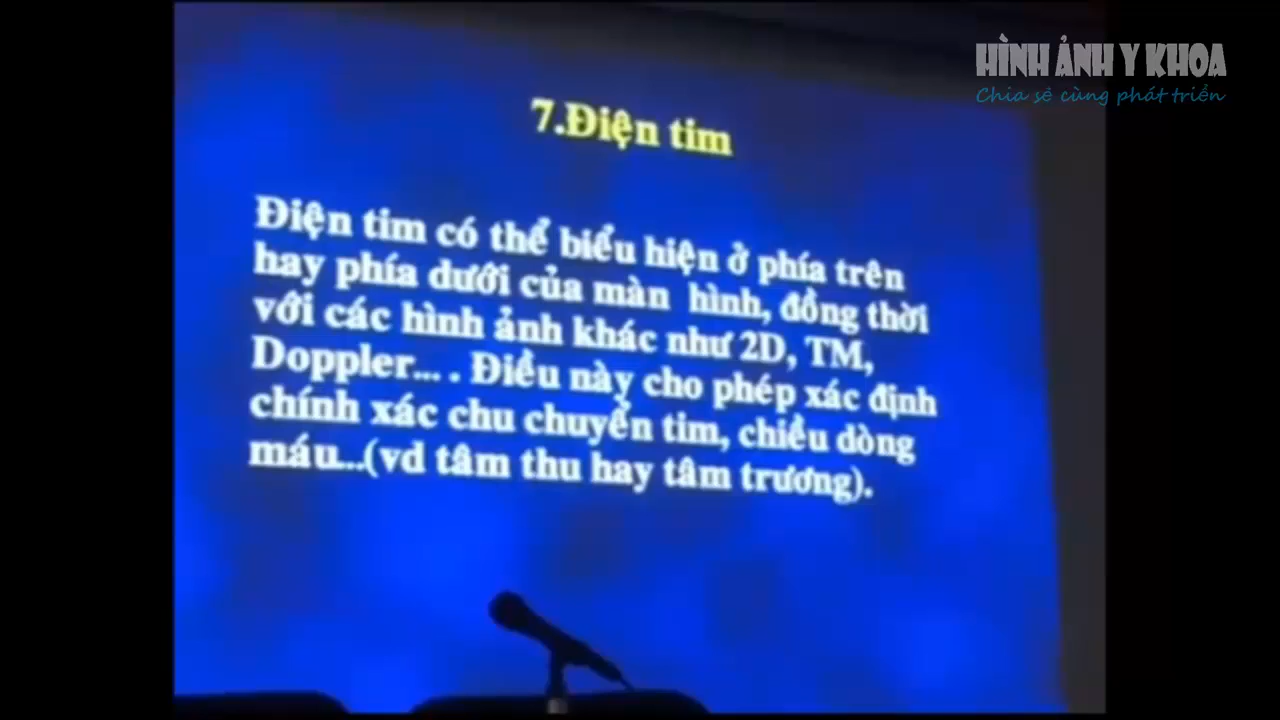 HÌNH ẢNH Y KHOA
Chia sẻ cùng phát triển
7.Điện tim
Điện tim có thể biểu hiện ở phía trên
hay phía dưới của màn hình, đồng thời
với các hình ảnh khác như 2D, TM,
Doppler... . Điều này cho phép xác định
chính xác chu chuyển tim, chiều dòng
máu...(vd tâm thu hay tâm trương).